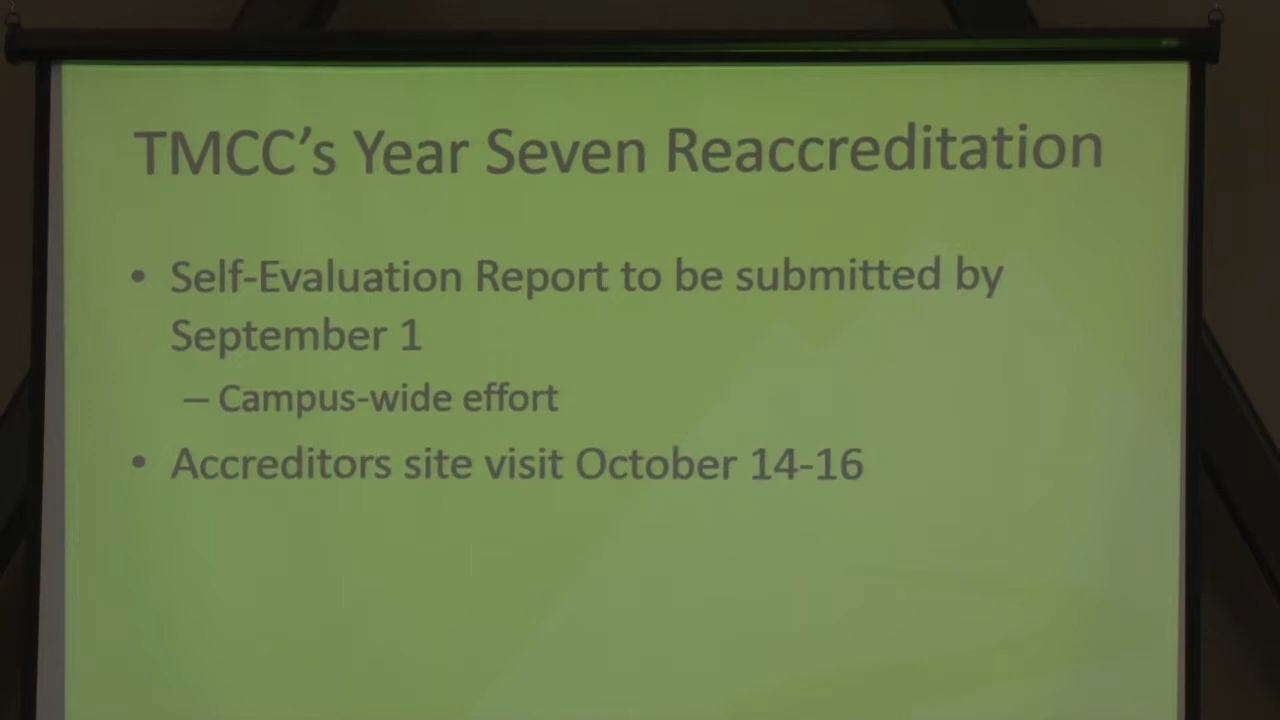 TMCC's Year Seven Reaccreditation
• Self-Evaluation Report to be submitted by
September 1
– Campus-wide effort
• Accreditors site visit October 14-16